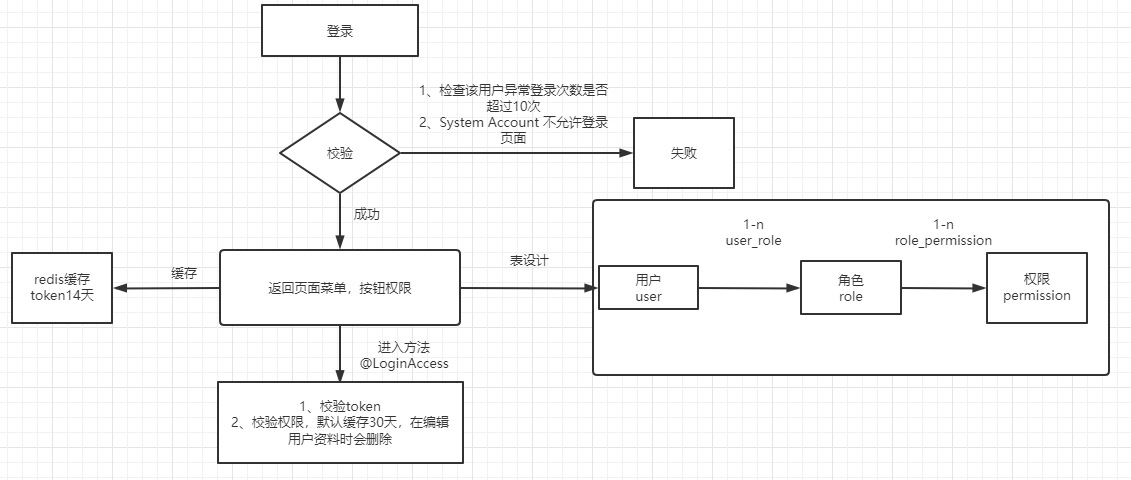 登录
1、检查该用户异常登录次数是否
超过10次
2、System Account 不允许登录
页面
校验
失败
成功
1-n
user_role
1-n
role_permission
redis缓存
token14天
缓存
返回页面菜单，按钮权限
表设计
用户
user
角色
role
权限
permission
进入方法
@LoginAccess
1、校验token
2、校验权限，默认缓存30天，在编辑
用户资料时会删除